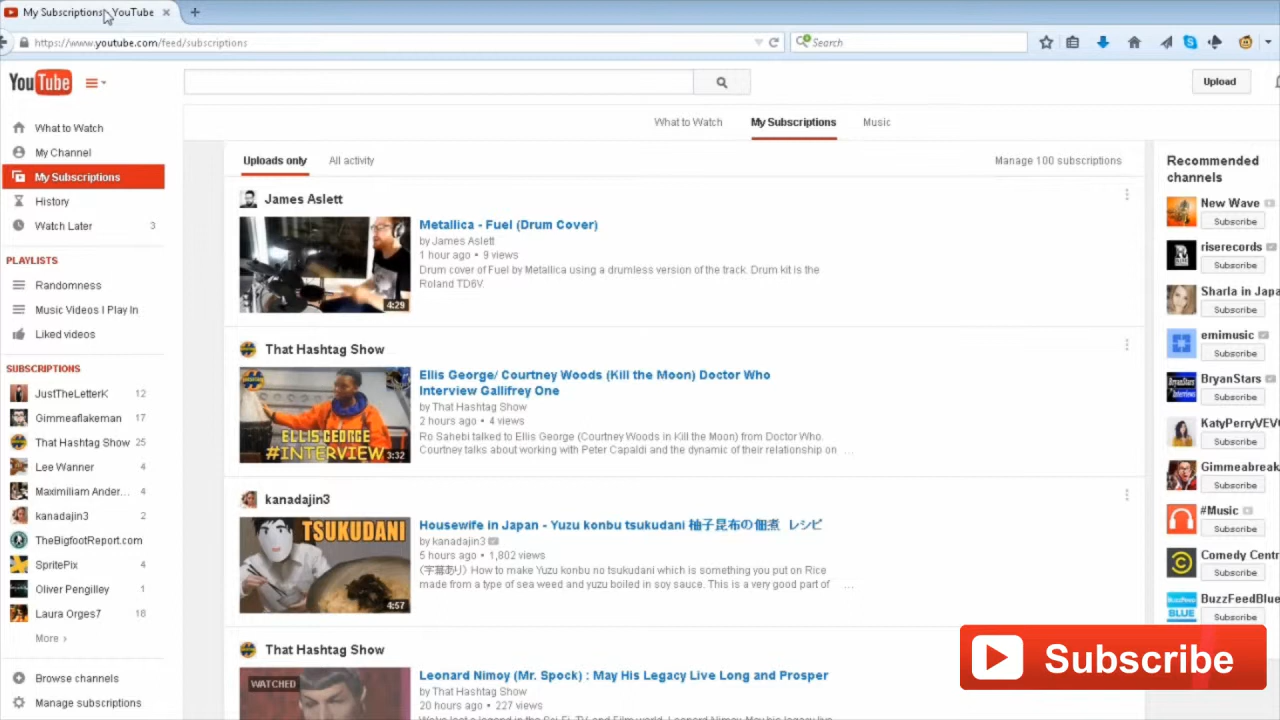 My Subscriptions - YouTube
https://www.youtube.com/feed/subscriptions
Search
YouTube
Upload
What to Watch
My Channel
My Subscriptions
History
Watch Later 3
PLAYLISTS
Randomness
Music Videos I Play In
Liked videos
SUBSCRIPTIONS
JustTheLetterK 12
Gimmeaflakeman 17
That Hashtag Show 25
Lee Wanner 4
Maximiliam Ander... 4
kanadajin3 2
TheBigfootReport.com
SpritePix 4
Oliver Pengilley 1
Laura Orges7 18
More ›
Browse channels
Manage subscriptions
What to Watch My Subscriptions Music
Uploads only All activity Manage 100 subscriptions
James Aslett
Metallica - Fuel (Drum Cover)
by James Aslett
1 hour ago • 9 views
Drum cover of Fuel by Metallica using a drumless version of the track. Drum kit is the
Roland TD6V.
4:29
That Hashtag Show
Ellis George/ Courtney Woods (Kill the Moon) Doctor Who
Interview Gallifrey One
by That Hashtag Show
2 hours ago • 4 views
Ro Sahebi talked to Ellis George (Courtney Woods in Kill the Moon) from Doctor Who.
Courtney talks about working with Peter Capaldi and the dynamic of their relationship on ...
ELLIS GEORGE
#INTERVIEW
3:32
kanadajin3
Housewife in Japan - Yuzu konbu tsukudani 柚子昆布の佃煮 レシピ
by kanadajin3
5 hours ago • 1,802 views
(字幕あり) How to make Yuzu konbu no tsukudani which is something you put on Rice
made from a type of sea weed and yuzu boiled in soy sauce. This is a very good part of ...
TSUKUDANI
4:57
That Hashtag Show
Leonard Nimoy (Mr. Spock) : May His Legacy Live Long and Prosper
by That Hashtag Show
20 hours ago • 227 views
WATCHED
Recommended
channels
New Wave
Subscribe
riserecords
Subscribe
Sharla in Japa
Subscribe
emimusic
Subscribe
BryanStars
Subscribe
KatyPerryVEVO
Subscribe
Gimmeabreak
Subscribe
#Music
Subscribe
Comedy Centr
Subscribe
BuzzFeedBlue
Subscribe
BLUE
Subscribe